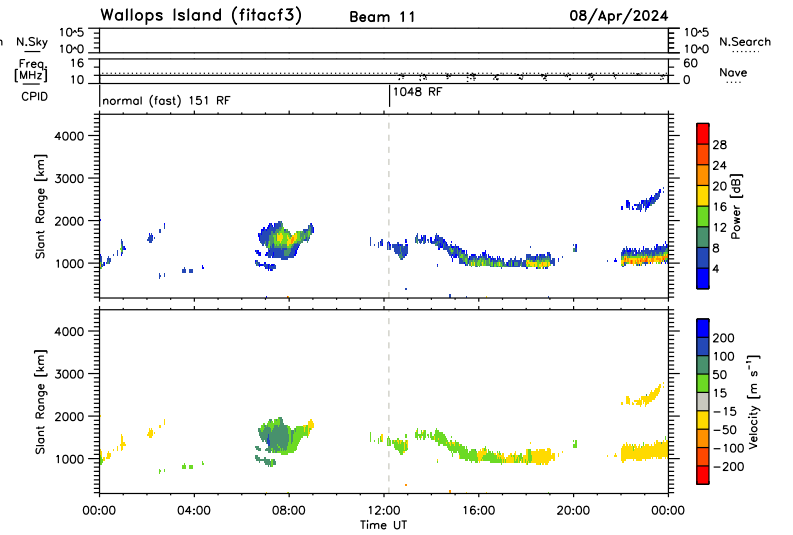 Wallops Island (fitacf3) Beam 11 08/Apr/2024
10^5 10^5
N.Sky N.Search
10^0 10^0
Freq. 16 60
[MHz] Nave
10 0
CPID normal (fast) 151 RF 1048 RF
4000
3000
2000
1000
Slant Range [km]
28
24
20
16
12
8
4
Power [dB]
4000
3000
2000
1000
Slant Range [km]
200
100
50
15
-15
-50
-100
-200
Velocity [m s⁻¹]
00:00 04:00 08:00 12:00 16:00 20:00 00:00
Time UT